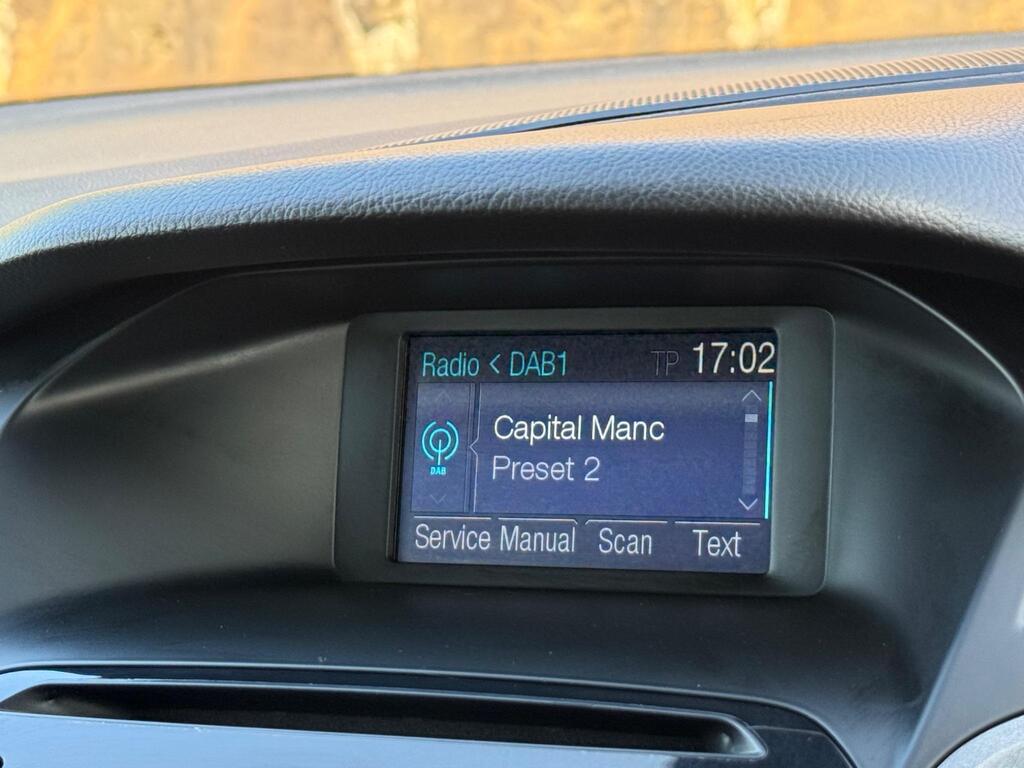 Radio < DAB1 TP 17:02
DAB
Capital Manc
Preset 2
Service Manual Scan Text